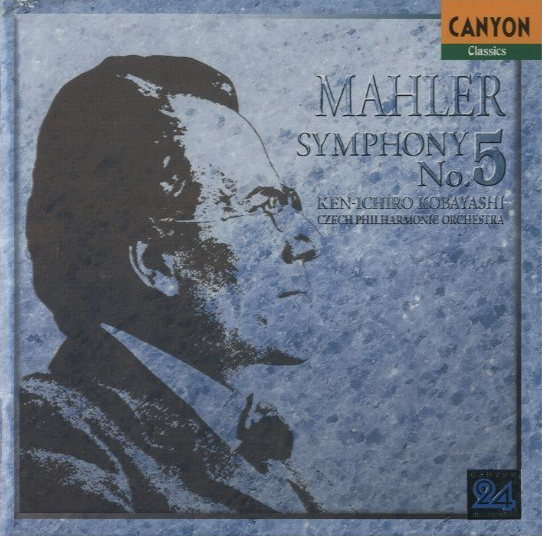 CANYON
Classics
MAHLER
SYMPHONY
No.5
KEN-ICHIRO KOBAYASHI
CZECH PHILHARMONIC ORCHESTRA
24